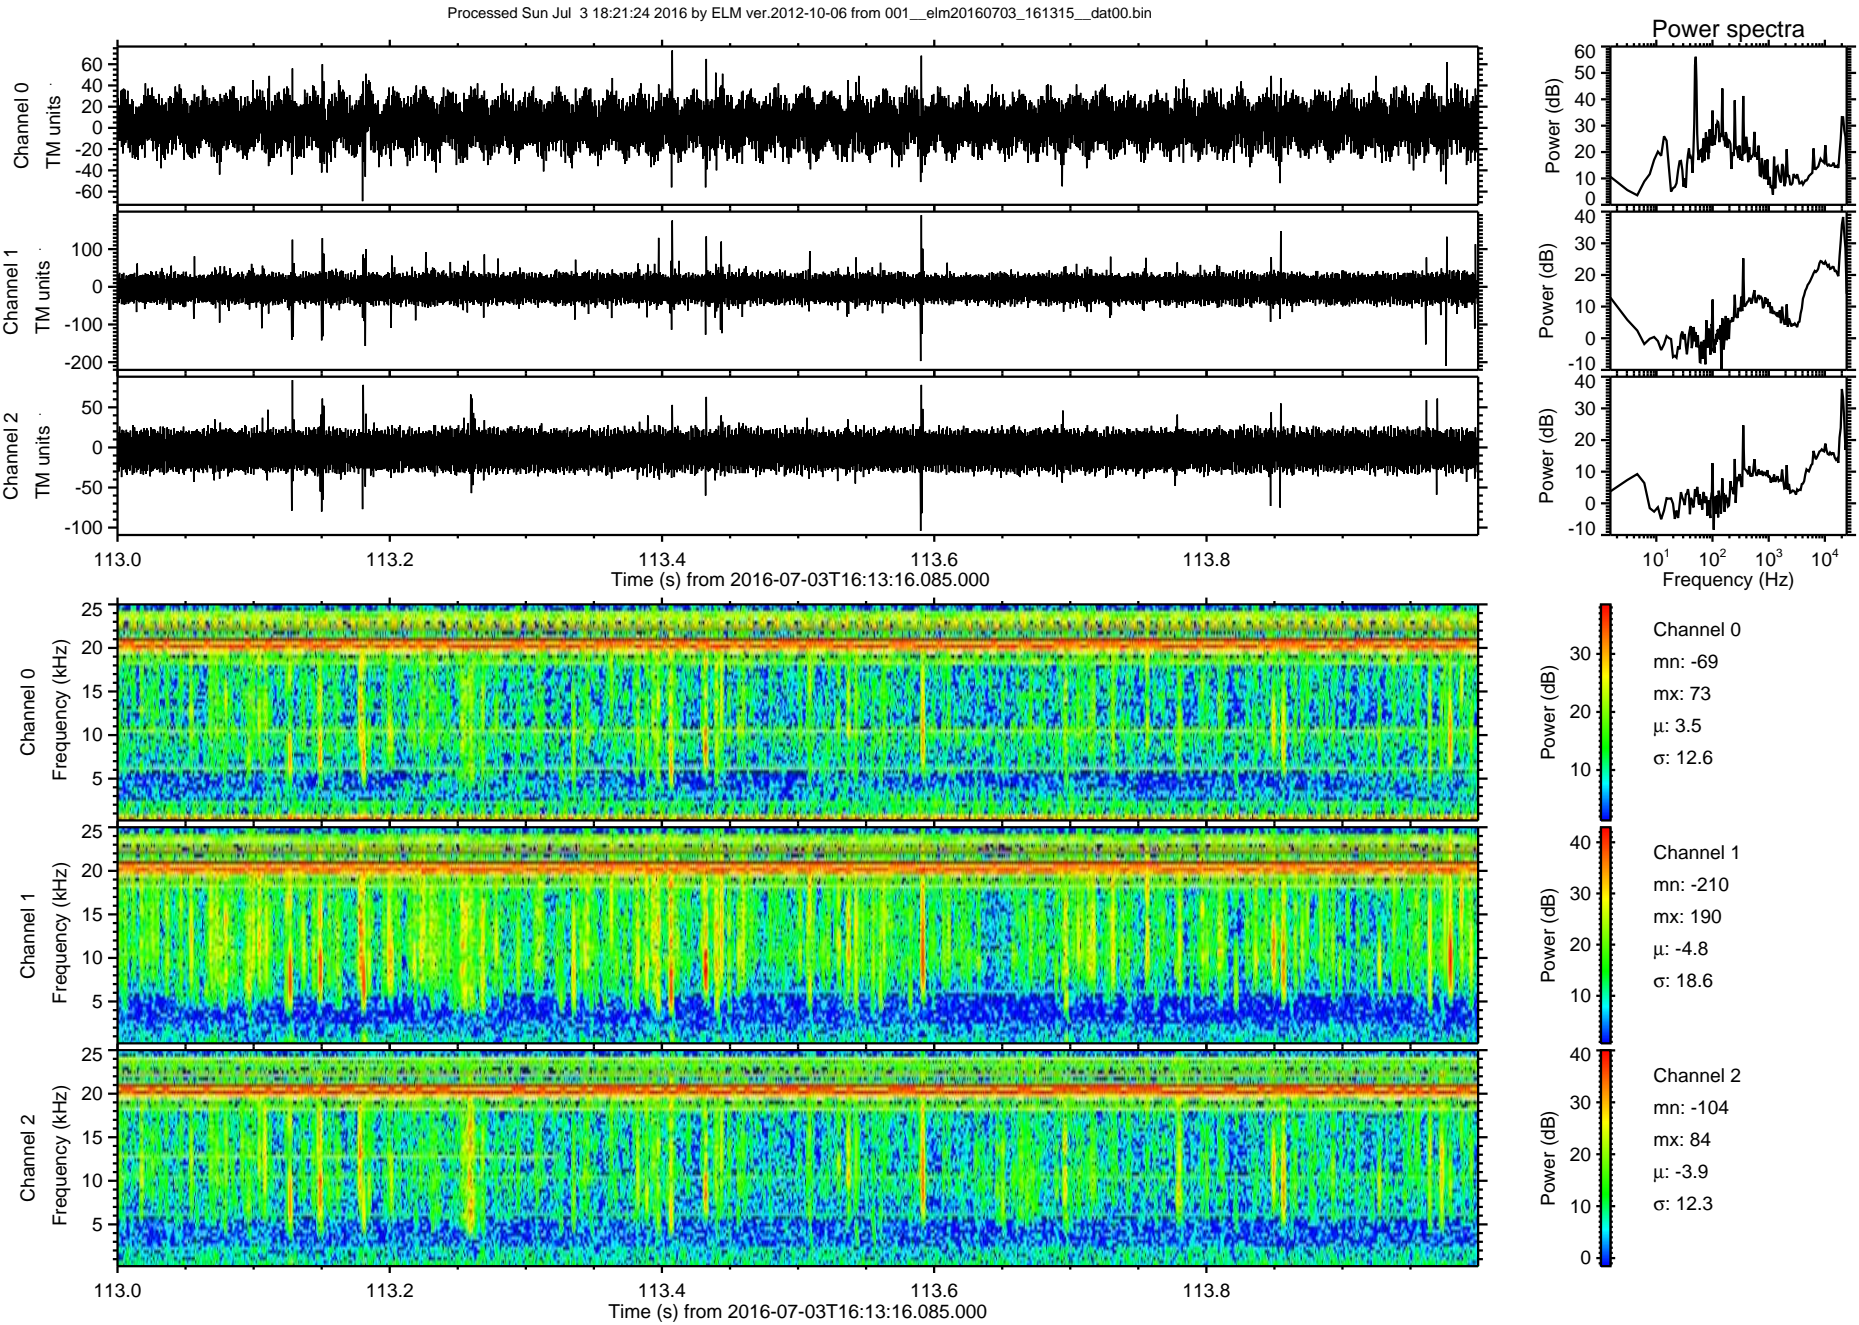 Processed Sun Jul  3 18:21:24 2016 by ELM ver.2012-10-06 from 001__elm20160703_161315__dat00.bin
Power spectra
Channel 0
TM units
60
40
20
0
-20
-40
-60
Power (dB)
60
50
40
30
20
10
0
Channel 1
TM units
100
0
-100
-200
Power (dB)
40
30
20
10
0
-10
Channel 2
TM units
50
0
-50
-100
Power (dB)
40
30
20
10
0
-10
113.0 113.2 113.4 113.6 113.8
Time (s) from 2016-07-03T16:13:16.085.000
10^1 10^2 10^3 10^4
Frequency (Hz)
Channel 0
Frequency (kHz)
25
20
15
10
5
Power (dB)
30
20
10
Channel 0
mn: -69
mx: 73
μ: 3.5
σ: 12.6
Channel 1
Frequency (kHz)
25
20
15
10
5
Power (dB)
40
30
20
10
Channel 1
mn: -210
mx: 190
μ: -4.8
σ: 18.6
Channel 2
Frequency (kHz)
25
20
15
10
5
Power (dB)
40
30
20
10
0
Channel 2
mn: -104
mx: 84
μ: -3.9
σ: 12.3
113.0 113.2 113.4 113.6 113.8
Time (s) from 2016-07-03T16:13:16.085.000